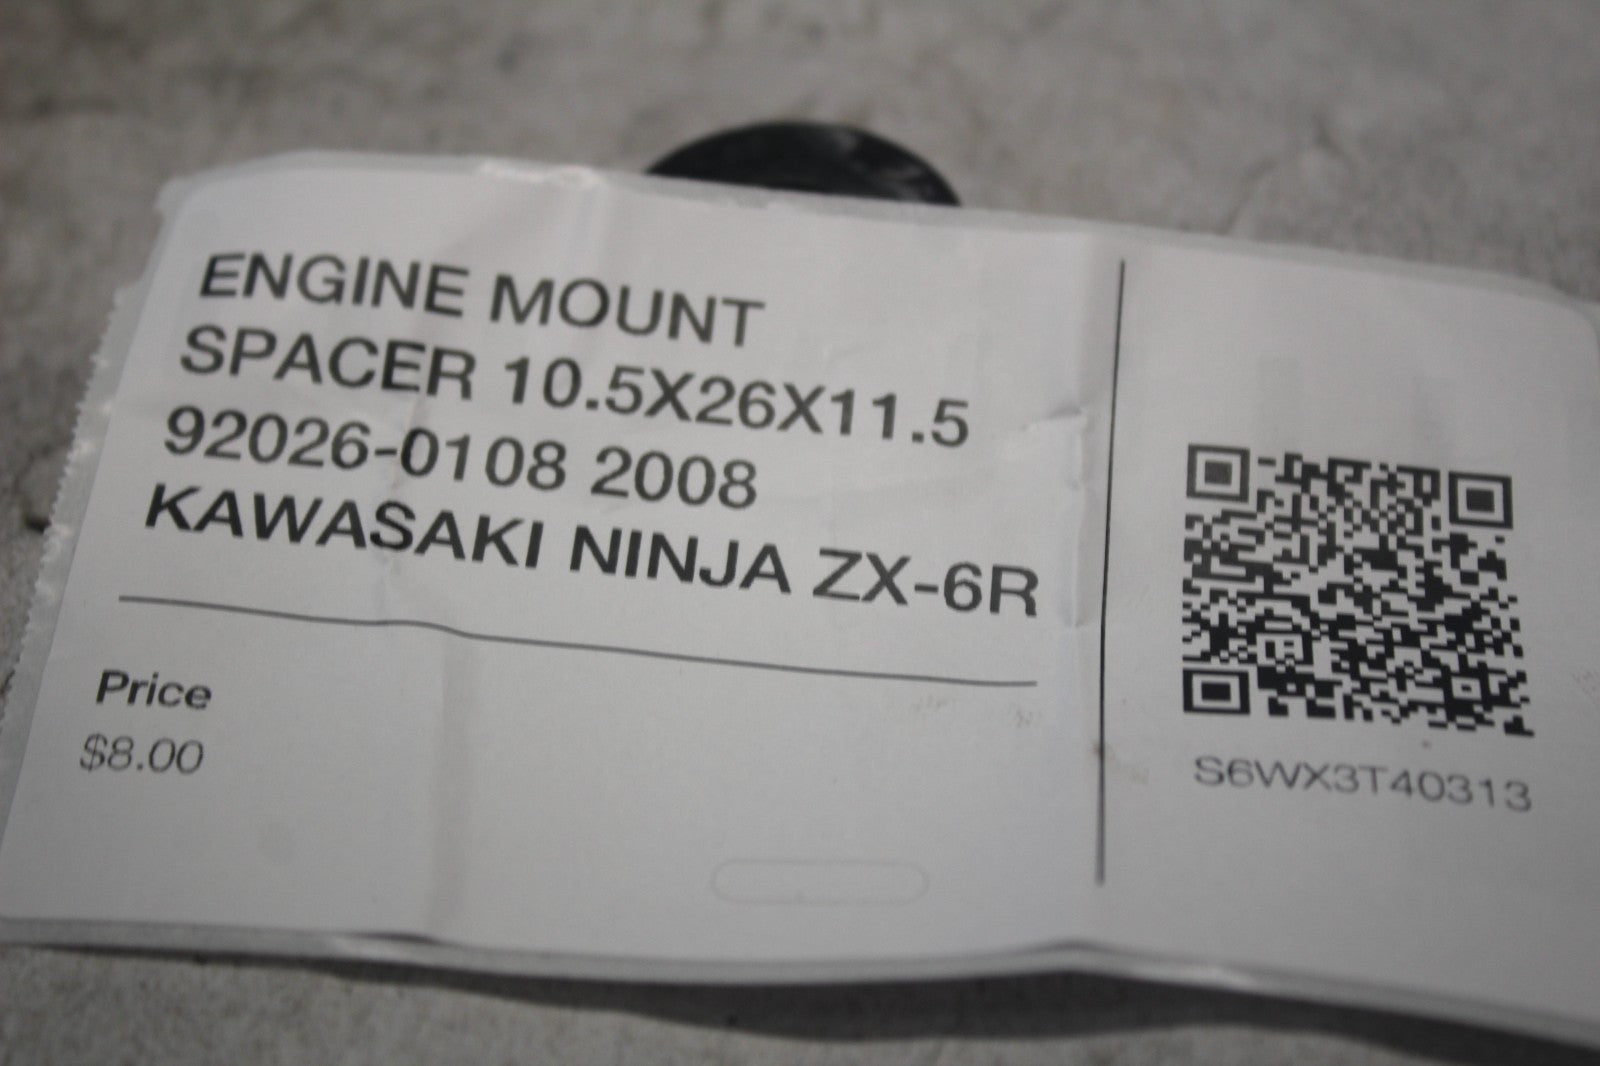 ENGINE MOUNT
SPACER 10.5X26X11.5
92026-0108 2008
KAWASAKI NINJA ZX-6R
Price
$8.00
S6WX3T40313